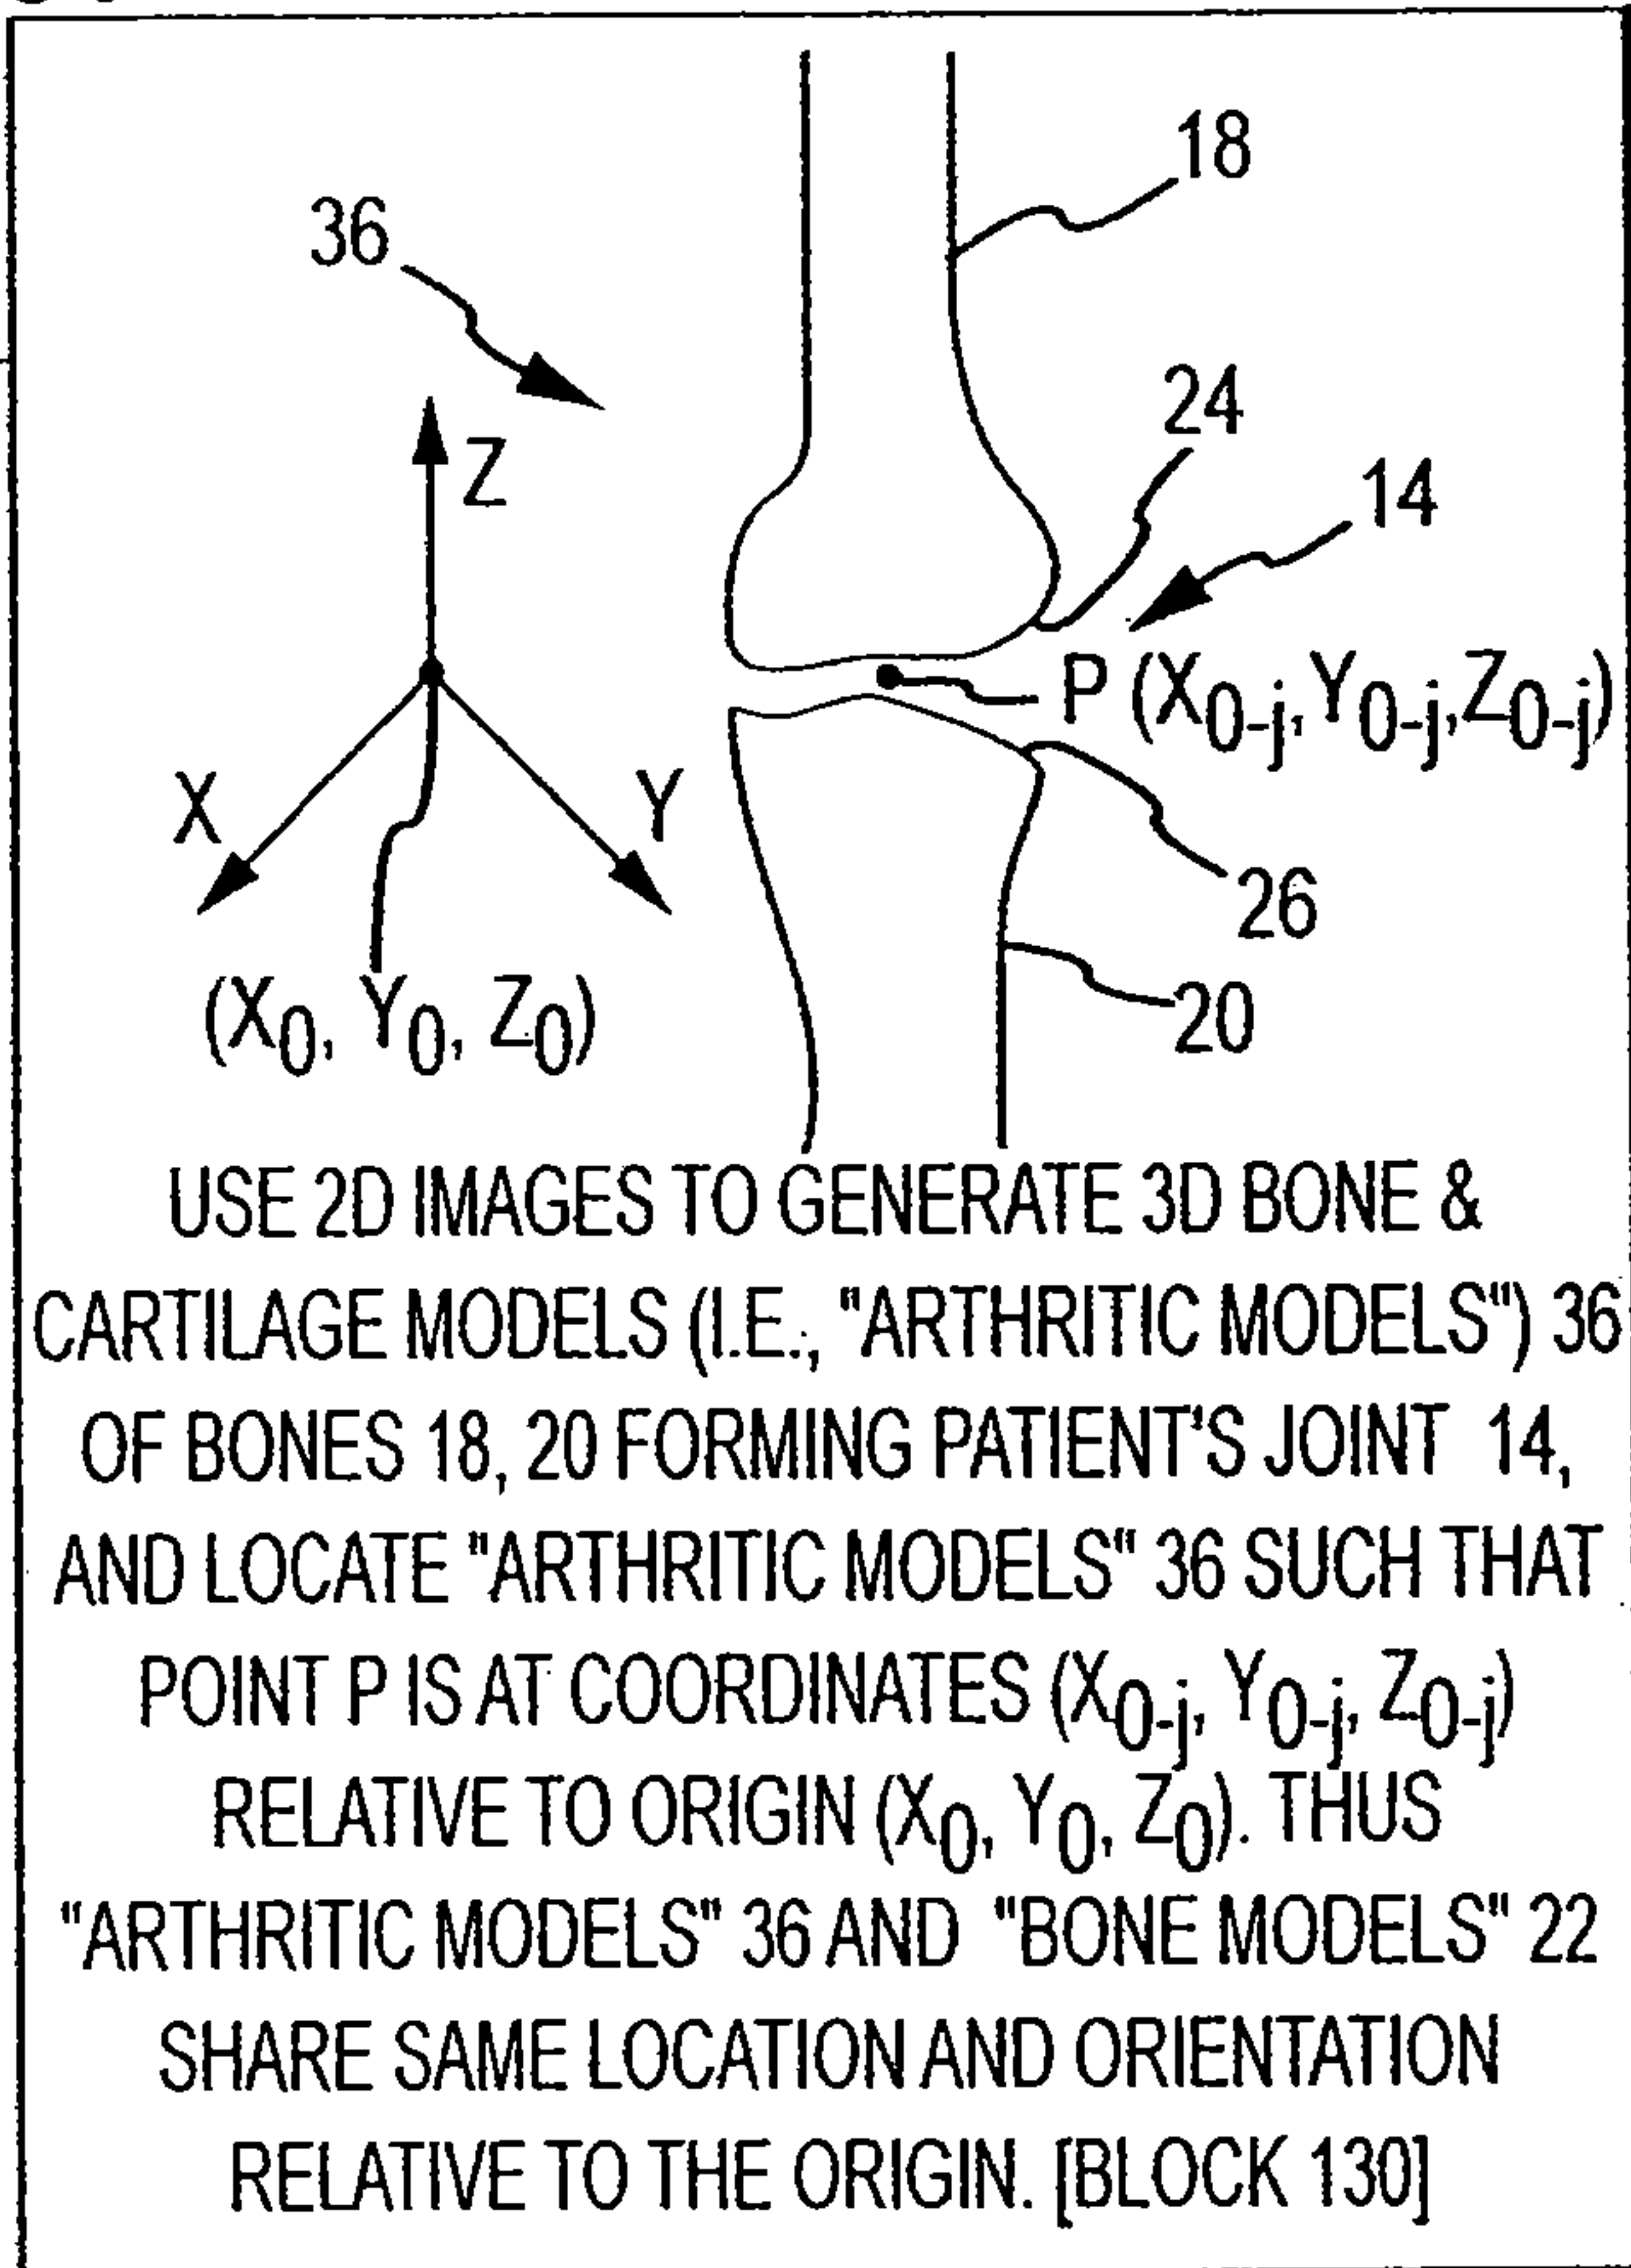 18
36
24
Z
14
P (X0-j, Y0-j, Z0-j)
X
Y
26
(X0, Y0, Z0)
20
USE 2D IMAGES TO GENERATE 3D BONE &
CARTILAGE MODELS (I.E., "ARTHRITIC MODELS") 36
OF BONES 18, 20 FORMING PATIENT'S JOINT 14,
AND LOCATE "ARTHRITIC MODELS" 36 SUCH THAT
POINT P IS AT COORDINATES (X0-j, Y0-j, Z0-j)
RELATIVE TO ORIGIN (X0, Y0, Z0). THUS
"ARTHRITIC MODELS" 36 AND "BONE MODELS" 22
SHARE SAME LOCATION AND ORIENTATION
RELATIVE TO THE ORIGIN. [BLOCK 130]